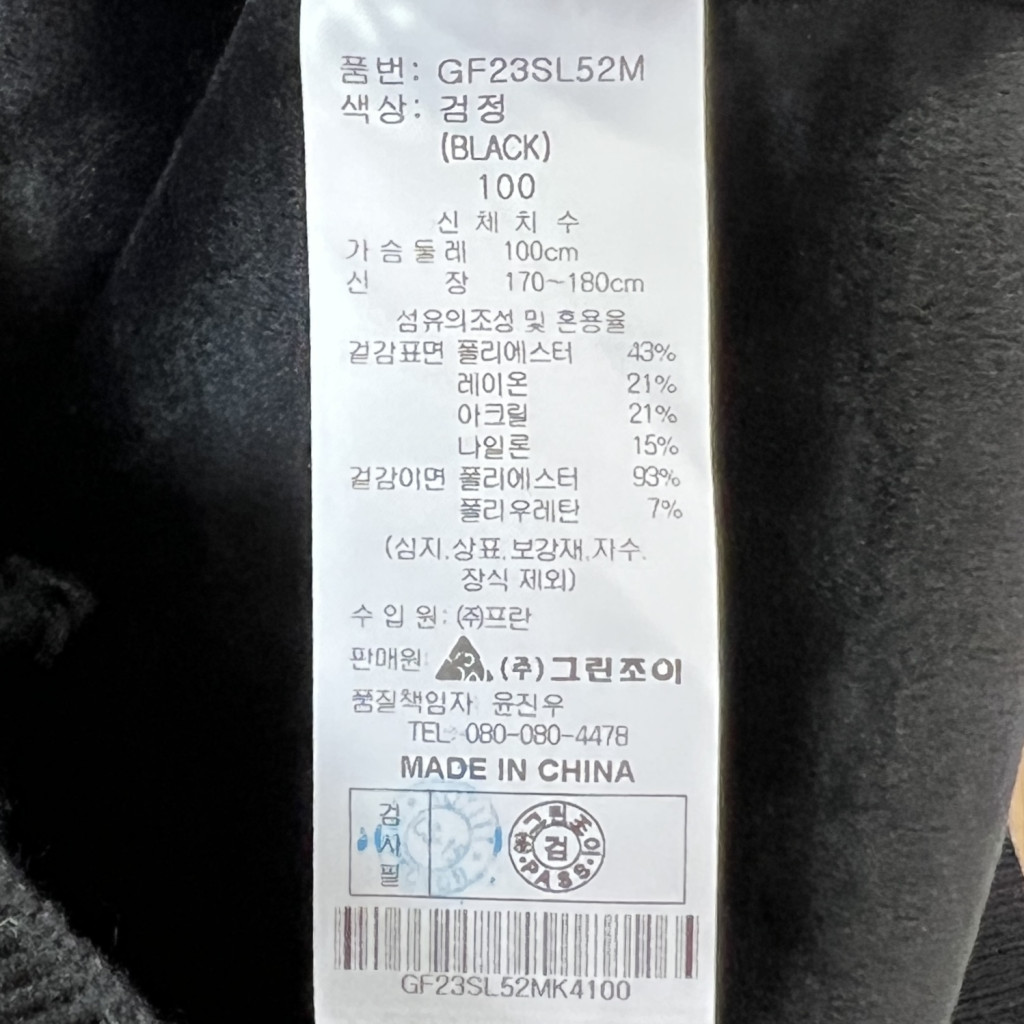 품번: GF23SL52M
색상: 검정
(BLACK)
100
신 체 치 수
가슴둘레 100cm
신 장 170~180cm
섬유의조성 및 혼용율
겉감표면 폴리에스터 43%
레이온 21%
아크릴 21%
나일론 15%
겉감이면 폴리에스터 93%
폴리우레탄 7%
(심지.상표.보강재.자수.
장식 제외)
수 입 원: ㈜프란
판매원: (주)그린조이
품질책임자 윤진우
TEL: 080-080-4478
MADE IN CHINA
검사필
그린조이
검
PASS
GF23SL52MK4100